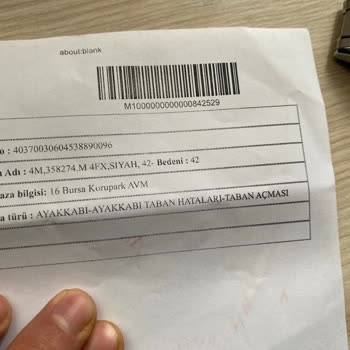 about:blank
M1000000000000842529
o : 40370030604538890096
ı Adı : 4M,358274.M 4FX,SIYAH, 42- Bedeni : 42
aza bilgisi: 16 Bursa Korupark AVM
a türü : AYAKKABI-AYAKKABI TABAN HATALARI-TABAN AÇMASI